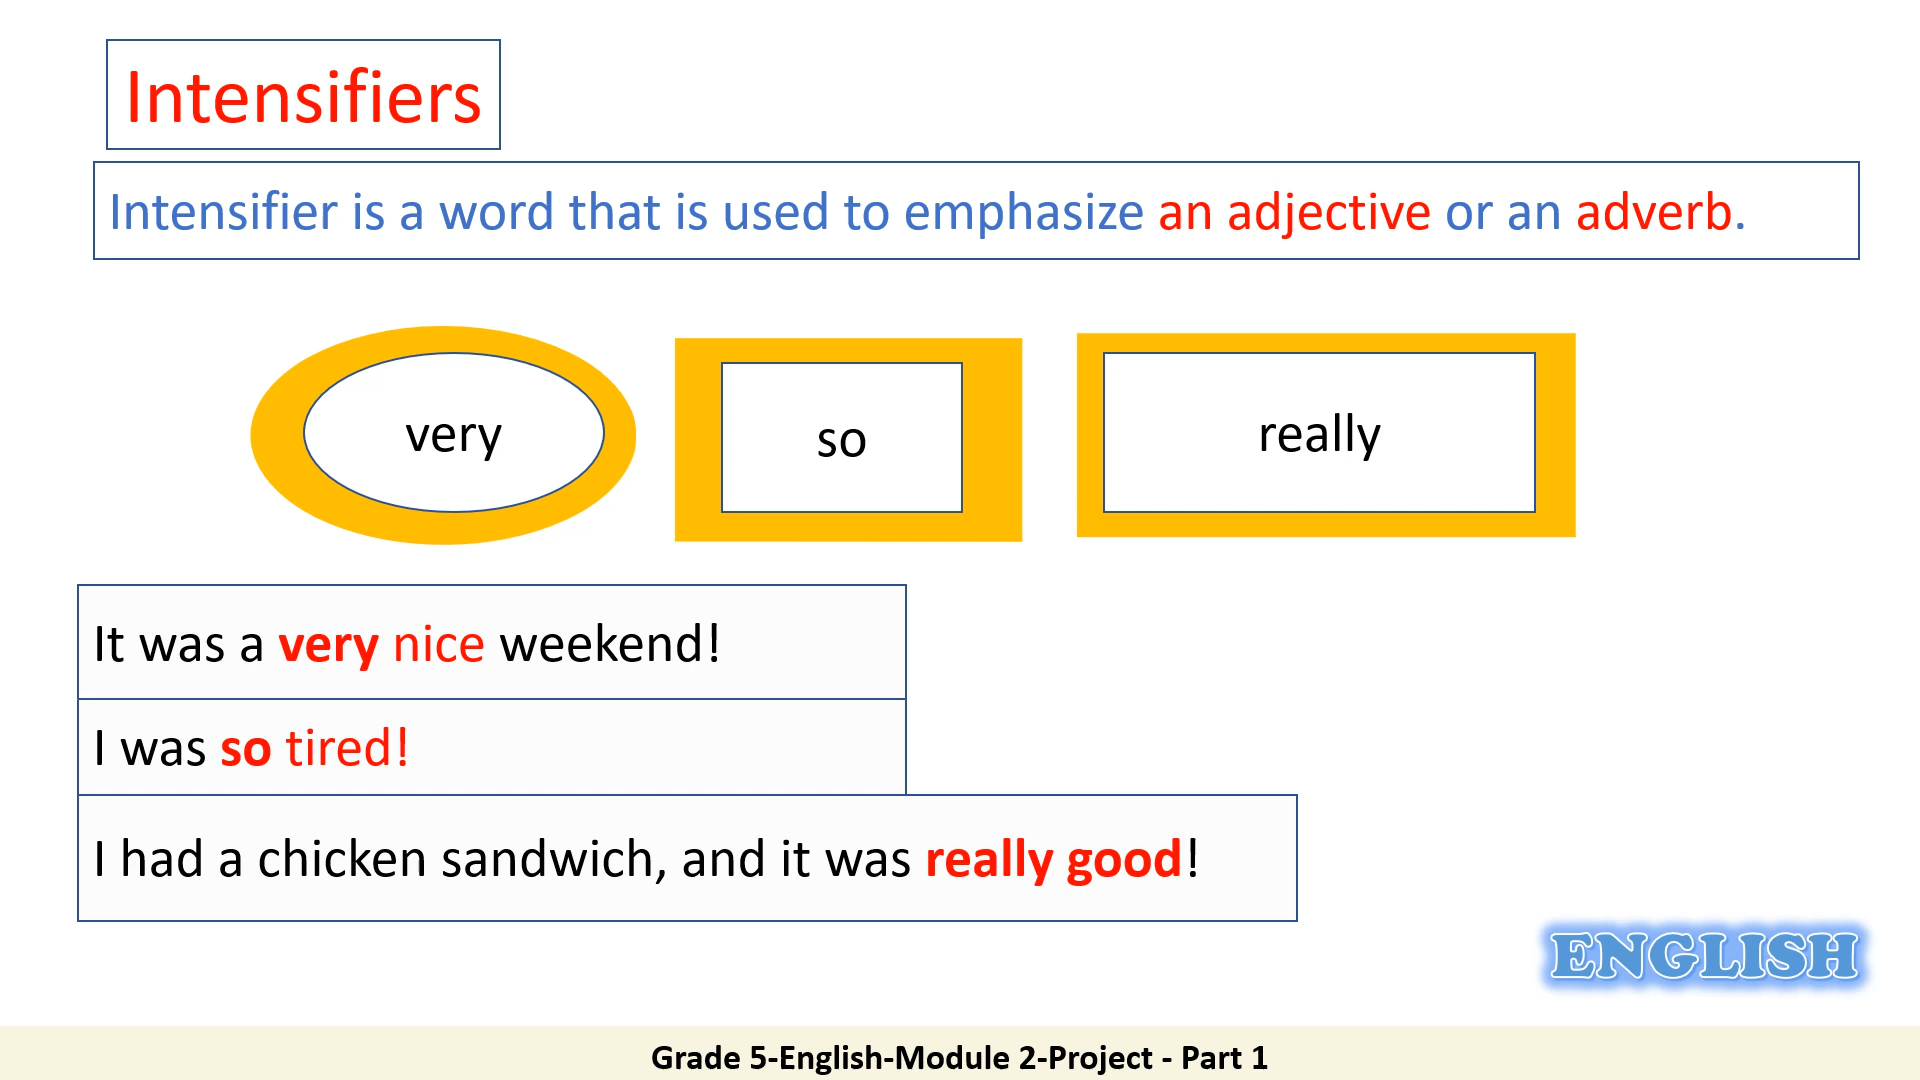 Intensifiers
Intensifier is a word that is used to emphasize an adjective or an adverb.
very
so
really
It was a very nice weekend!
I was so tired!
I had a chicken sandwich, and it was really good!
ENGLISH
Grade 5-English-Module 2-Project - Part 1